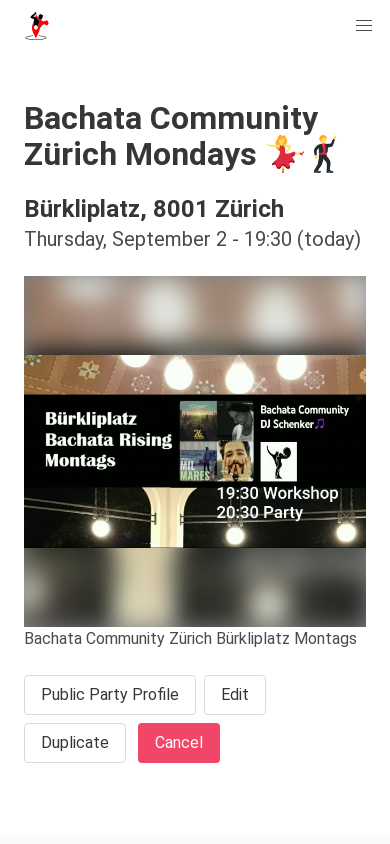 Bachata Community
Zürich Mondays 💃🕺
Bürkliplatz, 8001 Zürich
Thursday, September 2 - 19:30 (today)
Bürkliplatz
Bachata Rising
Montags
MIL
MARES
Bachata Community
DJ Schenker🎵
19:30 Workshop
20:30 Party
Bachata Community Zürich Bürkliplatz Montags
Public Party Profile
Edit
Duplicate
Cancel